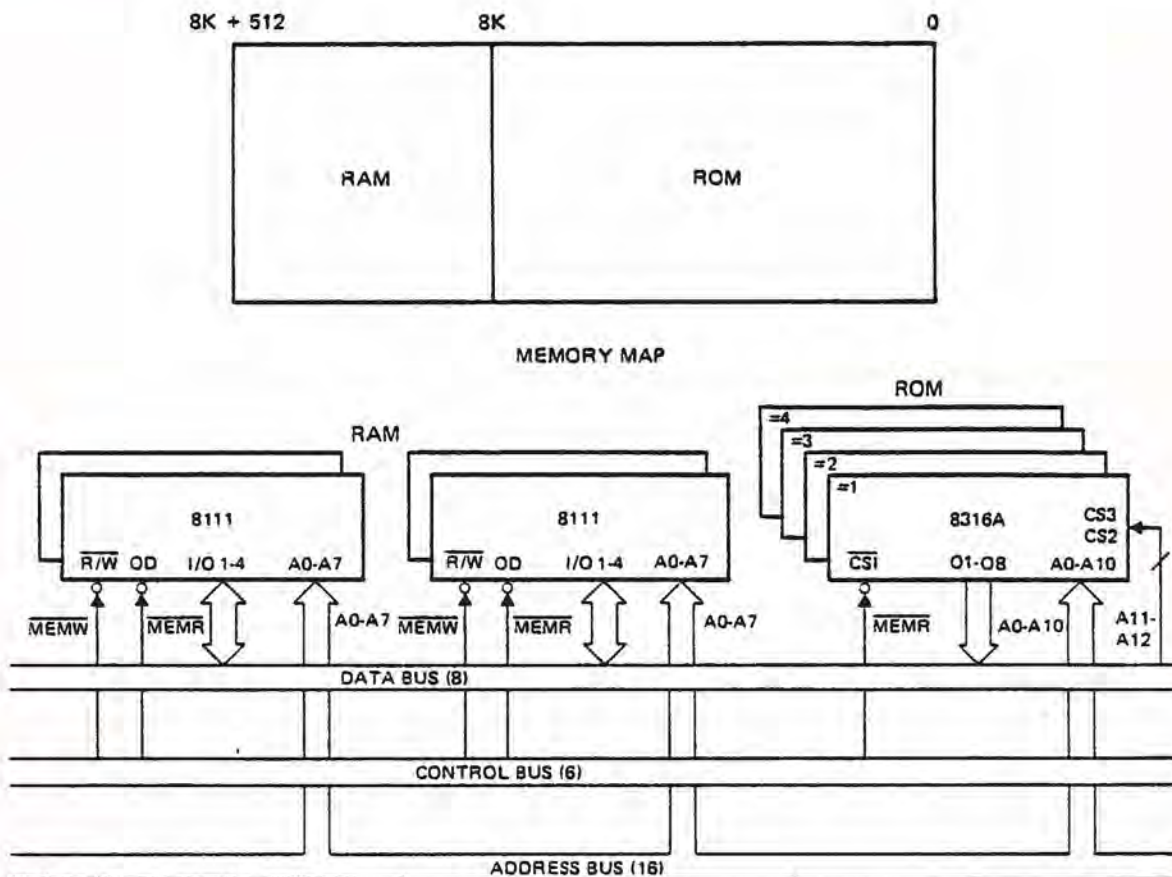 8K + 512 8K 0
RAM ROM
MEMORY MAP
ROM
RAM
=4
=3
=2
=1
8111 8111 8316A
CS3
CS2
R/W OD I/O 1-4 A0-A7 R/W OD I/O 1-4 A0-A7 CS1 O1-O8 A0-A10
MEMW MEMR A0-A7 MEMW MEMR A0-A7 MEMR A0-A10 A11-
A12
DATA BUS (8)
CONTROL BUS (6)
ADDRESS BUS (16)